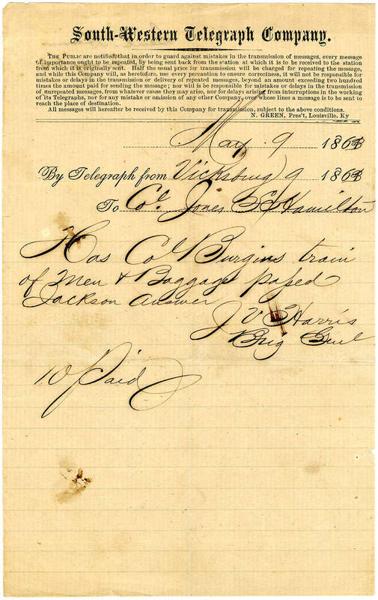 South-Western Telegraph Company.
THE PUBLIC are notified that in order to guard against mistakes in the transmission of messages, every message
of importance ought to be repeated, by being sent back from the station at which it is to be received to the station
from which it is originally sent. Half the usual price for transmission will be charged for repeating the message,
and while this Company will, as heretofore, use every precaution to ensure correctness, it will not be responsible
for mistakes or delays in the transmission or delivery of repeated messages, beyond an amount exceeding two hundred
times the amount paid for sending the message; nor will it be responsible for mistakes or delays in the transmission
of unrepeated messages, from whatever cause they may arise, nor for delays arising from interruptions in the working
of its Telegraphs, nor for any mistake or omission of any other Company, over whose lines a message is to be sent
to reach the place of destination.
All messages will hereafter be received by this Company for transmission, subject to the above conditions.
N. GREEN, Pres't, Louisville, Ky
May 9 1863
By Telegraph from Vicksburg 9 1863
To Col Jones S Hamilton
Has Col Burgins train
of Men & Baggage passed
Jackson Answer
J V Harris
Brig Genl
10 Paid